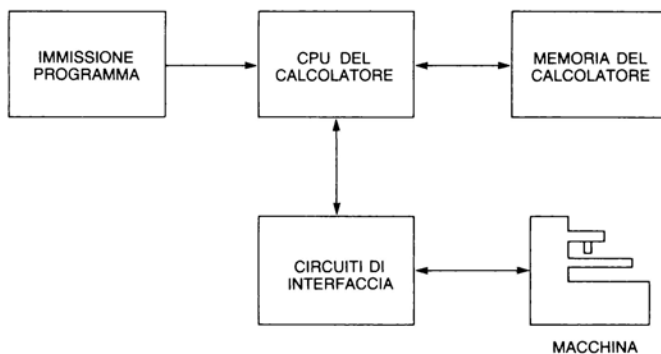 IMMISSIONE
PROGRAMMA
CPU DEL
CALCOLATORE
MEMORIA DEL
CALCOLATORE
CIRCUITI DI
INTERFACCIA
MACCHINA